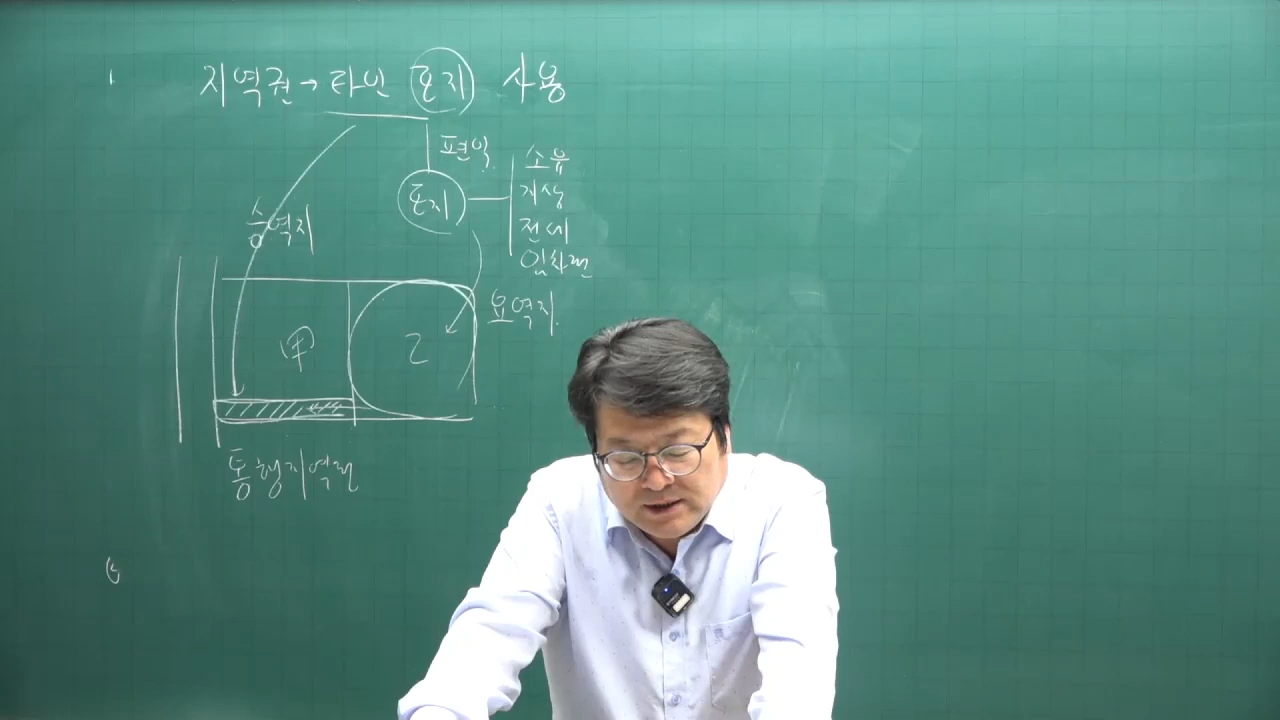 지역권→타인 토지 사용
편익
토지
소유
지상
전세
임차권
승역지
요역지
甲
乙
통행지역권